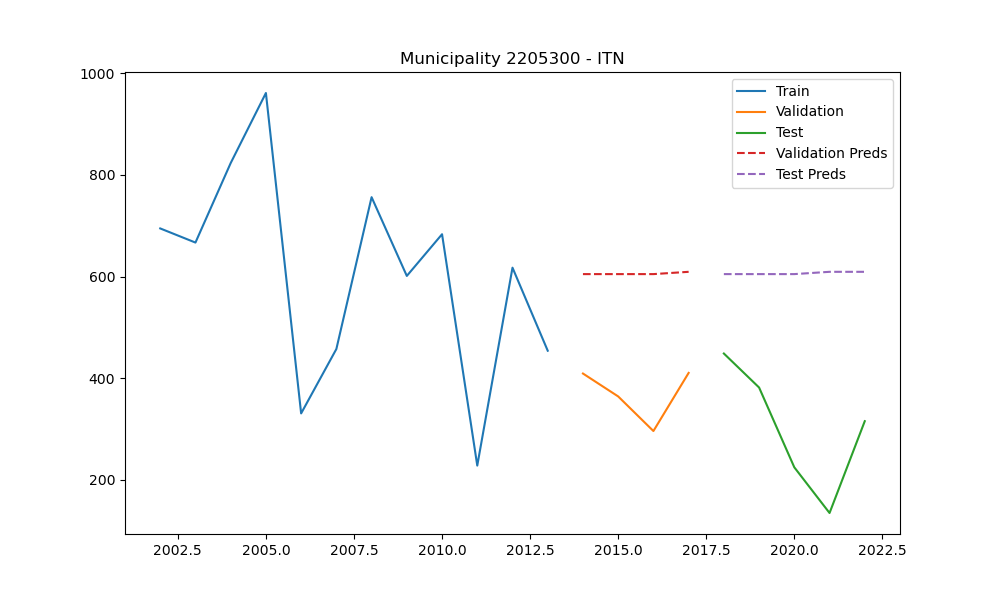 Municipality 2205300 - ITN
1000
800
600
400
200
Train
Validation
Test
Validation Preds
Test Preds
2002.5 2005.0 2007.5 2010.0 2012.5 2015.0 2017.5 2020.0 2022.5